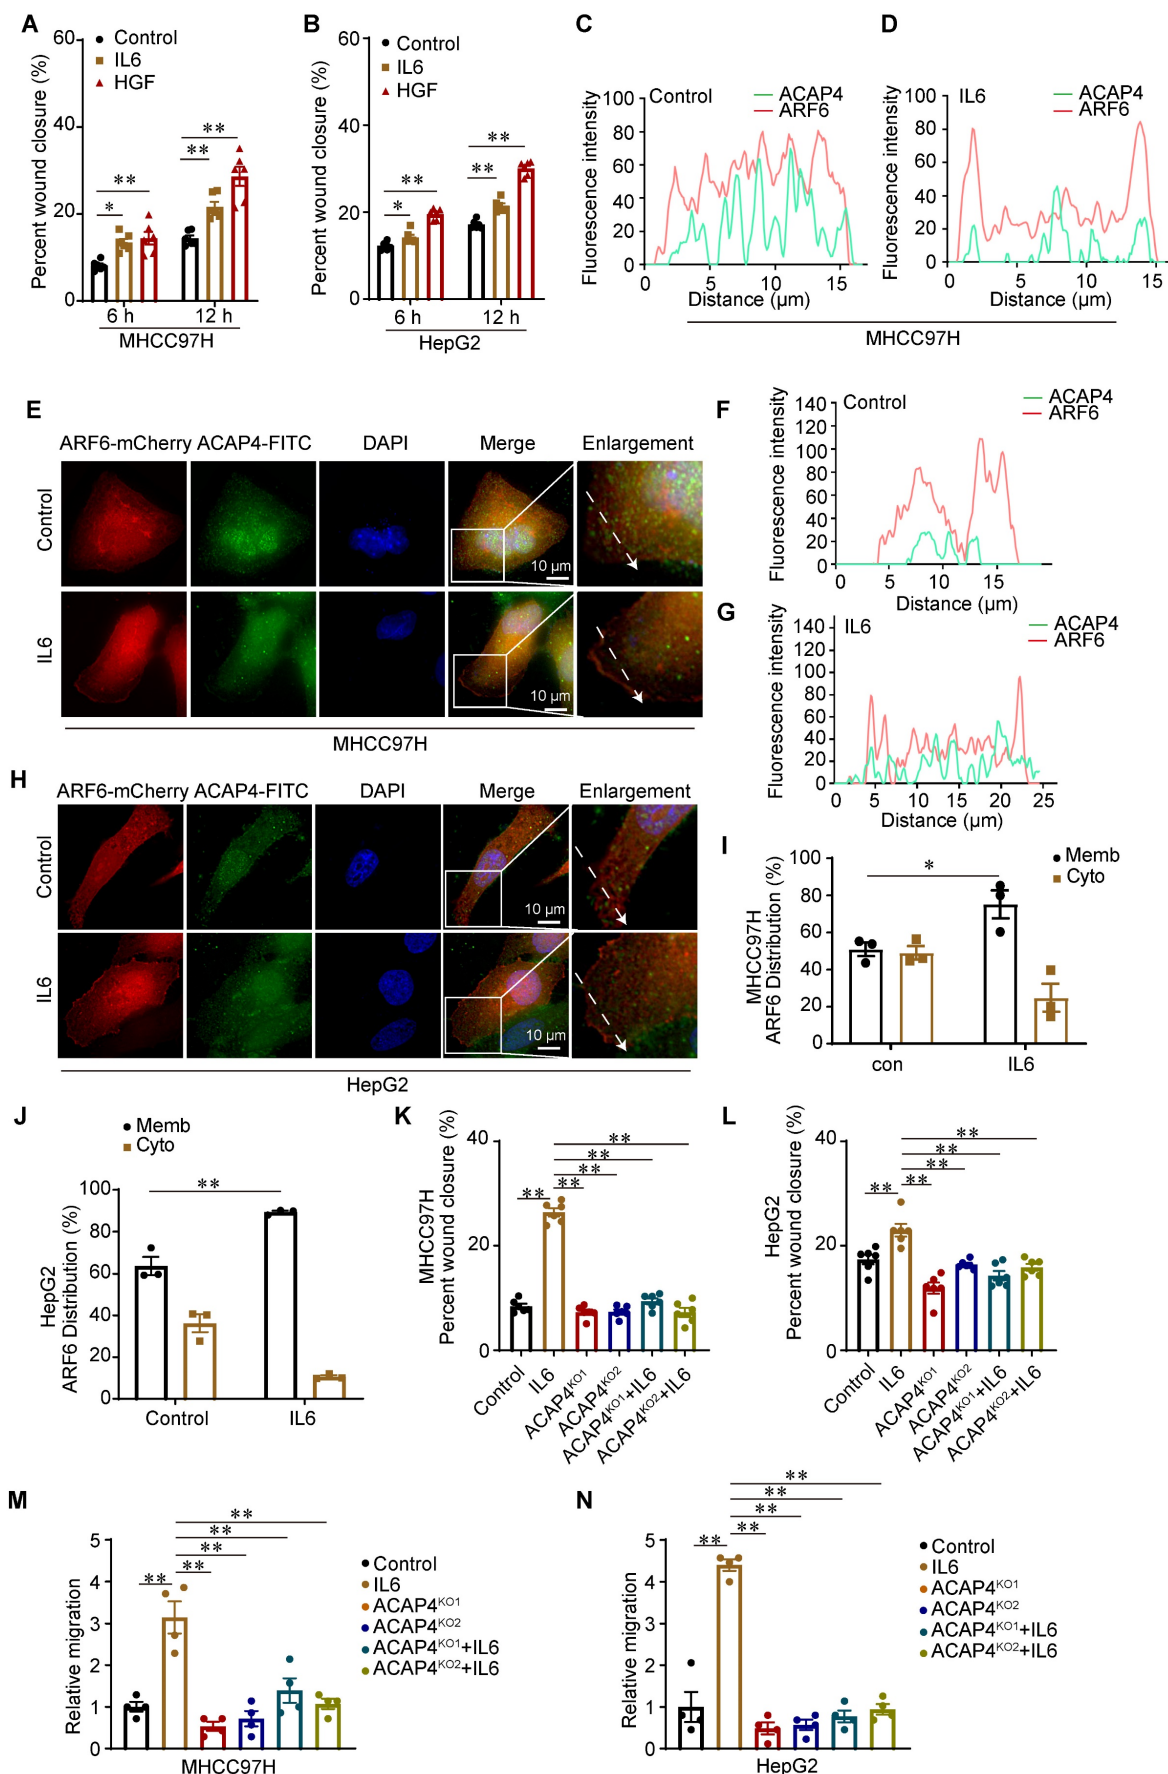 A
60
40
20
0
Percent wound closure (%)
Control
IL6
HGF
**
*
**
**
6 h
12 h
MHCC97H
B
60
40
20
0
Percent wound closure (%)
Control
IL6
HGF
**
*
**
**
6 h
12 h
HepG2
C
Control
ACAP4
ARF6
Fluorescence intensity
100
80
60
40
20
0
0
5
10
15
Distance (μm)
D
IL6
ACAP4
ARF6
Fluorescence intensity
100
80
60
40
20
0
0
5
10
15
Distance (μm)
MHCC97H
E
ARF6-mCherry
ACAP4-FITC
DAPI
Merge
Enlargement
Control
10 μm
IL6
10 μm
MHCC97H
F
Control
ACAP4
ARF6
Fluorescence intensity
140
120
100
80
60
40
20
0
0
5
10
15
Distance (μm)
G
IL6
ACAP4
ARF6
Fluorescence intensity
140
120
100
80
60
40
20
0
0
5
10
15
20
25
Distance (μm)
H
ARF6-mCherry
ACAP4-FITC
DAPI
Merge
Enlargement
Control
10 μm
IL6
10 μm
HepG2
I
MHCC97H
ARF6 Distribution (%)
100
80
60
40
20
0
Memb
Cyto
*
con
IL6
J
Memb
Cyto
HepG2
ARF6 Distribution (%)
100
80
60
40
20
0
**
Control
IL6
K
MHCC97H
Percent wound closure (%)
40
20
0
**
**
**
**
**
Control
IL6
ACAP4KO1
ACAP4KO2
ACAP4KO1+IL6
ACAP4KO2+IL6
L
HepG2
Percent wound closure (%)
40
20
0
**
**
**
**
**
Control
IL6
ACAP4KO1
ACAP4KO2
ACAP4KO1+IL6
ACAP4KO2+IL6
M
Relative migration
5
4
3
2
1
0
**
**
**
**
**
Control
IL6
ACAP4KO1
ACAP4KO2
ACAP4KO1+IL6
ACAP4KO2+IL6
MHCC97H
N
Relative migration
5
4
3
2
1
0
**
**
**
**
**
Control
IL6
ACAP4KO1
ACAP4KO2
ACAP4KO1+IL6
ACAP4KO2+IL6
HepG2